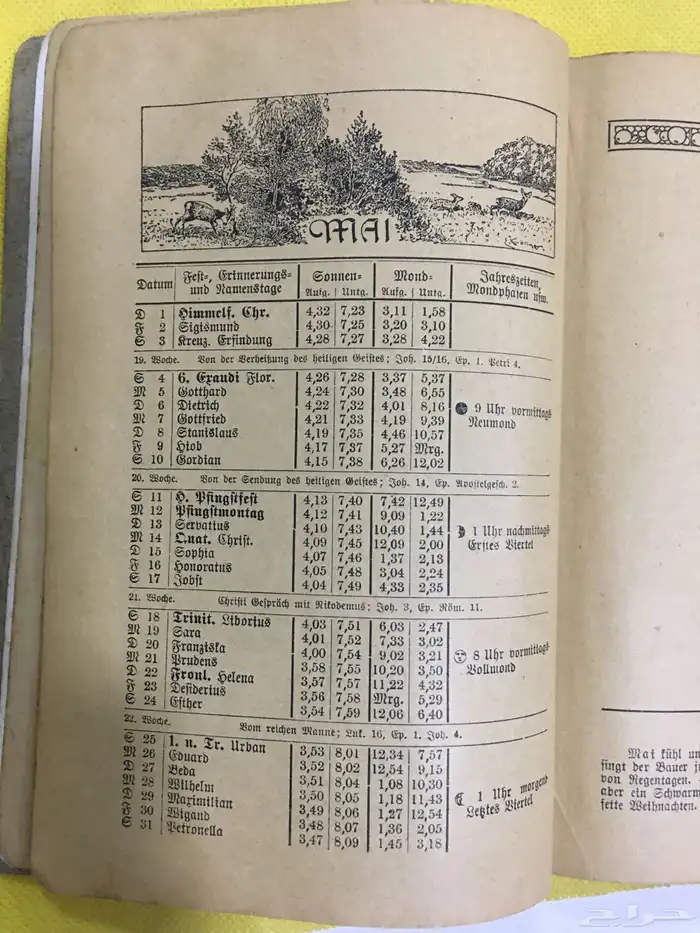 MAI
Datum Fest-, Erinnerungs- und Namenstage Sonnen- Aufg. Untg. Mond- Aufg. Untg. Jahreszeiten, Mondphasen usw.
D 1 Himmelf. Chr. 4,32 7,23 3,11 1,58
F 2 Sigismund 4,30 7,25 3,20 3,10
S 3 Kreuz. Erfindung 4,28 7,27 3,28 4,22
19. Woche. Von der Verheißung des heiligen Geistes; Joh. 15/16, Ep. 1. Petri 4.
S 4 6. Exaudi Flor. 4,26 7,28 3,37 5,37
M 5 Gotthard 4,24 7,30 3,48 6,55
D 6 Dietrich 4,22 7,32 4,01 8,16
M 7 Gottfried 4,21 7,33 4,19 9,39
D 8 Stanislaus 4,19 7,35 4,46 10,57
F 9 Hiob 4,17 7,37 5,27 Mrg.
S 10 Gordian 4,15 7,38 6,26 12,02
9 Uhr vormittags
Neumond
20. Woche. Von der Sendung des heiligen Geistes; Joh. 14, Ep. Apostelgesch. 2.
S 11 H. Pfingstfest 4,13 7,40 7,42 12,49
M 12 Pfingstmontag 4,12 7,41 9,09 1,22
D 13 Servatius 4,10 7,43 10,40 1,44
M 14 Quat. Christ. 4,09 7,45 12,09 2,00
D 15 Sophia 4,07 7,46 1,37 2,13
F 16 Honoratus 4,05 7,48 3,04 2,24
S 17 Jobst 4,04 7,49 4,33 2,35
1 Uhr nachmittags
Erstes Viertel
21. Woche. Christi Gespräch mit Nikodemus; Joh. 3, Ep. Röm. 11.
S 18 Trinit. Liborius 4,03 7,51 6,03 2,47
M 19 Sara 4,01 7,52 7,33 3,02
D 20 Franziska 4,00 7,54 9,02 3,21
M 21 Prudens 3,58 7,55 10,20 3,50
D 22 Fronl. Helena 3,57 7,57 11,22 4,32
F 23 Desiderius 3,56 7,58 Mrg. 5,29
S 24 Esther 3,54 7,59 12,06 6,40
8 Uhr vormittags
Vollmond
22. Woche. Vom reichen Manne; Luk. 16, Ep. 1. Joh. 4.
S 25 1. n. Tr. Urban 3,53 8,01 12,34 7,57
M 26 Eduard 3,52 8,02 12,54 9,15
D 27 Beda 3,51 8,04 1,08 10,30
M 28 Wilhelm 3,50 8,05 1,18 11,43
D 29 Maximilian 3,49 8,06 1,27 12,54
F 30 Wigand 3,48 8,07 1,36 2,05
S 31 Petronella 3,47 8,09 1,45 3,18
1 Uhr morgens
Letztes Viertel
Mai kühl un
singt der Bauer
von Regentagen.
aber ein Schwarm
fette Weihnachten.
حراج